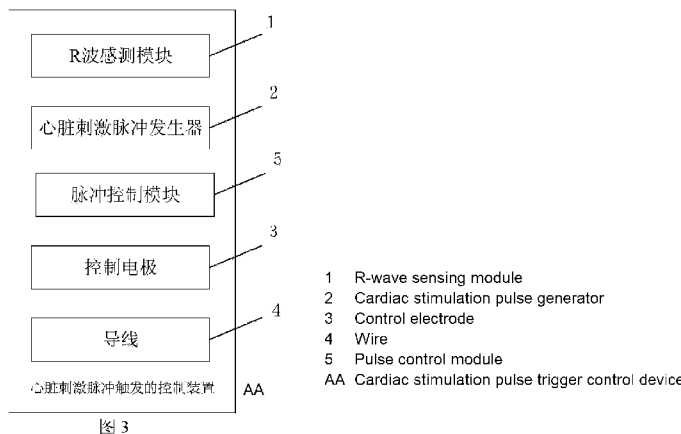 1
R波感测模块
2
心脏刺激脉冲发生器
5
脉冲控制模块
3
控制电极
4
导线
心脏刺激脉冲触发的控制装置 AA
图 3
1 R-wave sensing module
2 Cardiac stimulation pulse generator
3 Control electrode
4 Wire
5 Pulse control module
AA Cardiac stimulation pulse trigger control device